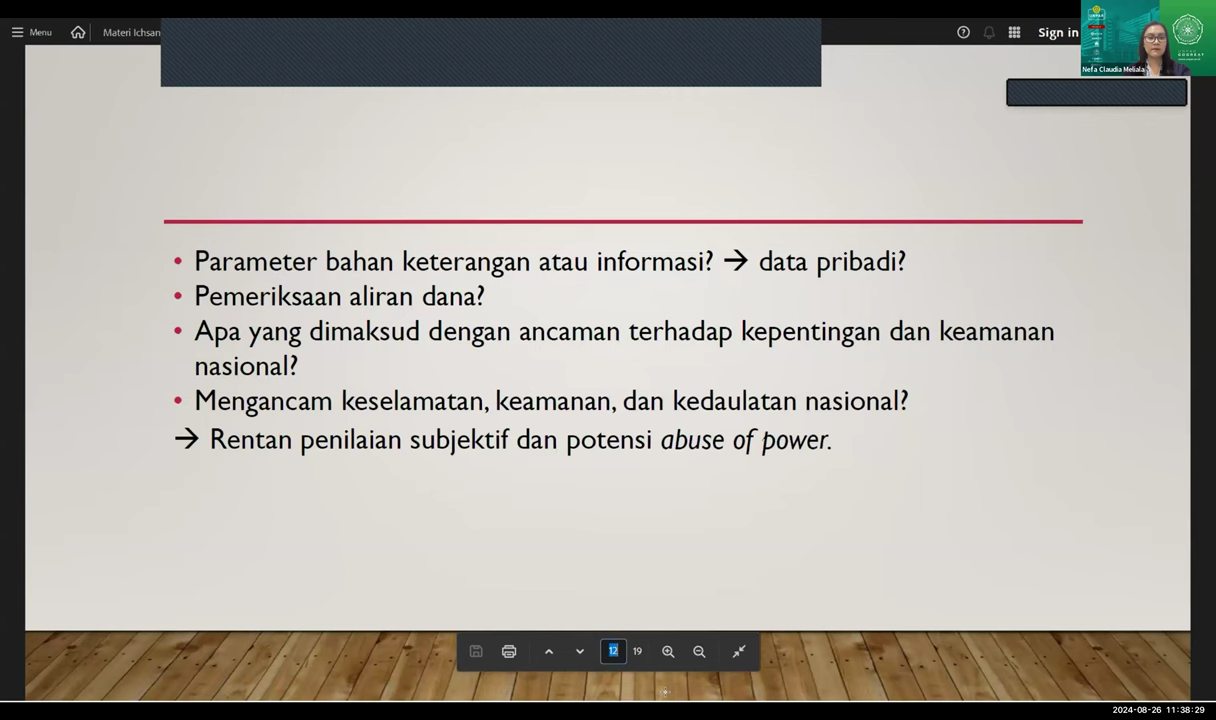 Menu
Materi Ichsan
Sign in
Nefa Claudia Meliala
• Parameter bahan keterangan atau informasi? → data pribadi?
• Pemeriksaan aliran dana?
• Apa yang dimaksud dengan ancaman terhadap kepentingan dan keamanan
nasional?
• Mengancam keselamatan, keamanan, dan kedaulatan nasional?
→ Rentan penilaian subjektif dan potensi abuse of power.
12 19
2024-08-26 11:38:29